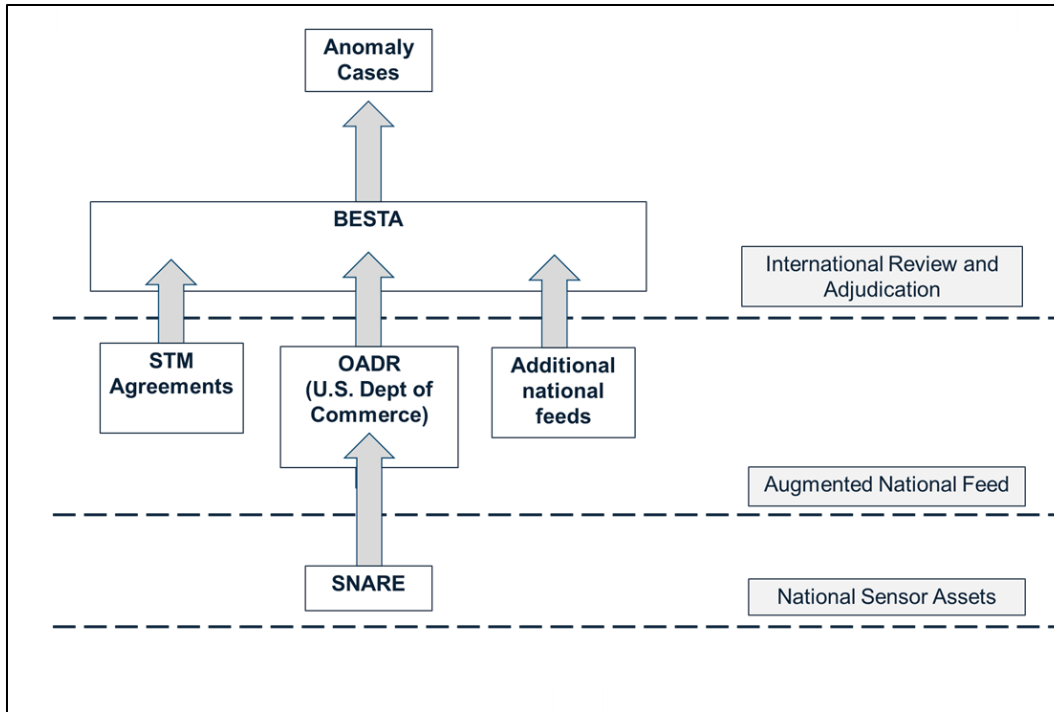 Anomaly
Cases
BESTA
International Review and
Adjudication
STM
Agreements
OADR
(U.S. Dept of
Commerce)
Additional
national
feeds
Augmented National Feed
SNARE
National Sensor Assets